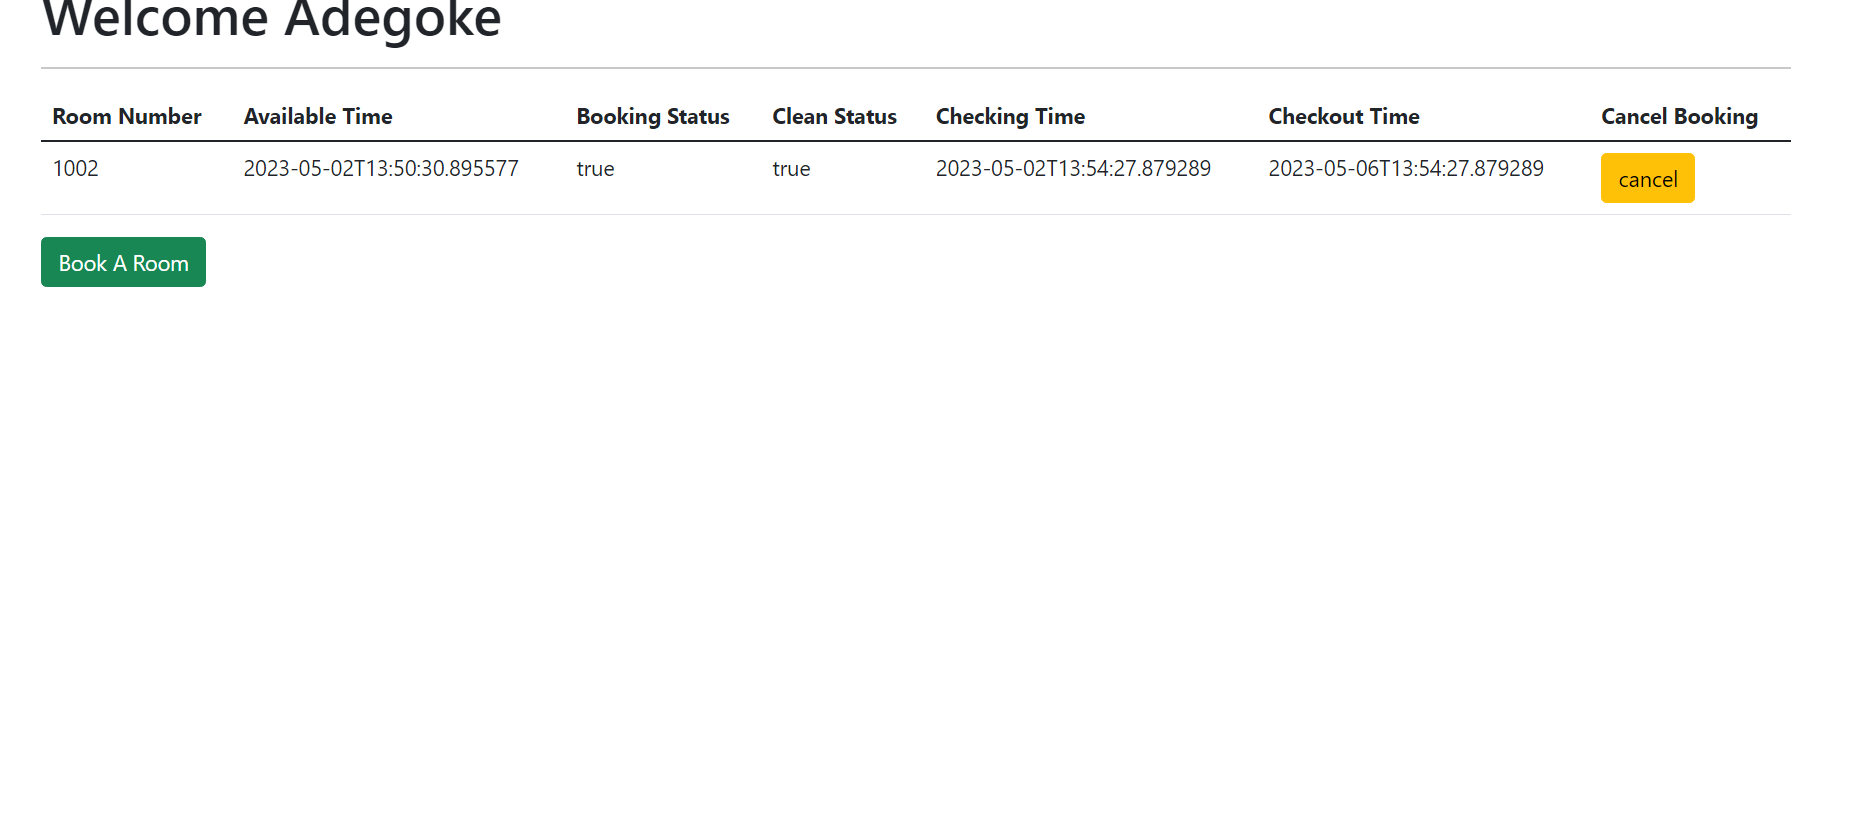 Welcome Adegoke
Room Number Available Time Booking Status Clean Status Checking Time Checkout Time Cancel Booking
1002 2023-05-02T13:50:30.895577 true true 2023-05-02T13:54:27.879289 2023-05-06T13:54:27.879289 cancel
Book A Room